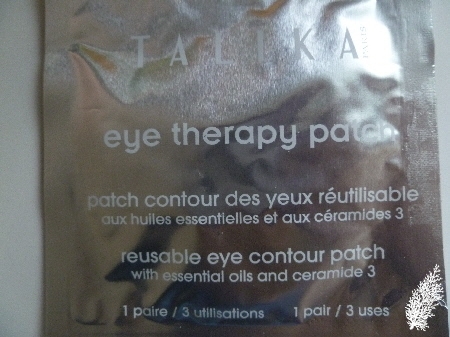 TALIKA
PARIS
eye therapy patch
patch contour des yeux réutilisable
aux huiles essentielles et aux céramides 3
reusable eye contour patch
with essential oils and ceramide 3
1 paire / 3 utilisations 1 pair / 3 uses